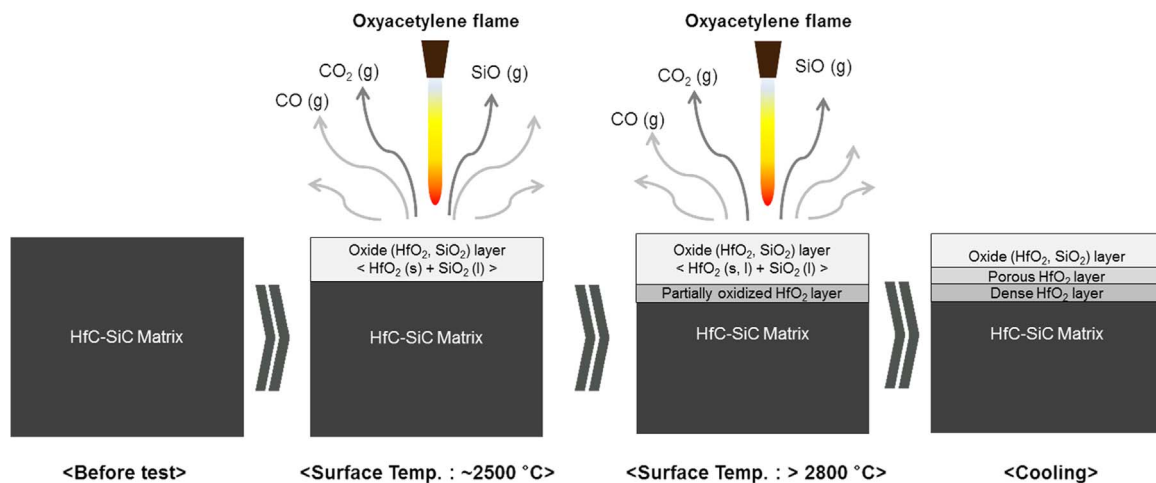 Oxyacetylene flame
CO₂ (g)
SiO (g)
CO (g)
Oxyacetylene flame
CO₂ (g)
SiO (g)
CO (g)
HfC-SiC Matrix
<Before test>
Oxide (HfO₂, SiO₂) layer
< HfO₂ (s) + SiO₂ (l) >
HfC-SiC Matrix
<Surface Temp. : ~2500 °C>
Oxide (HfO₂, SiO₂) layer
< HfO₂ (s, l) + SiO₂ (l) >
Partially oxidized HfO₂ layer
HfC-SiC Matrix
<Surface Temp. : > 2800 °C>
Oxide (HfO₂, SiO₂) layer
Porous HfO₂ layer
Dense HfO₂ layer
HfC-SiC Matrix
<Cooling>